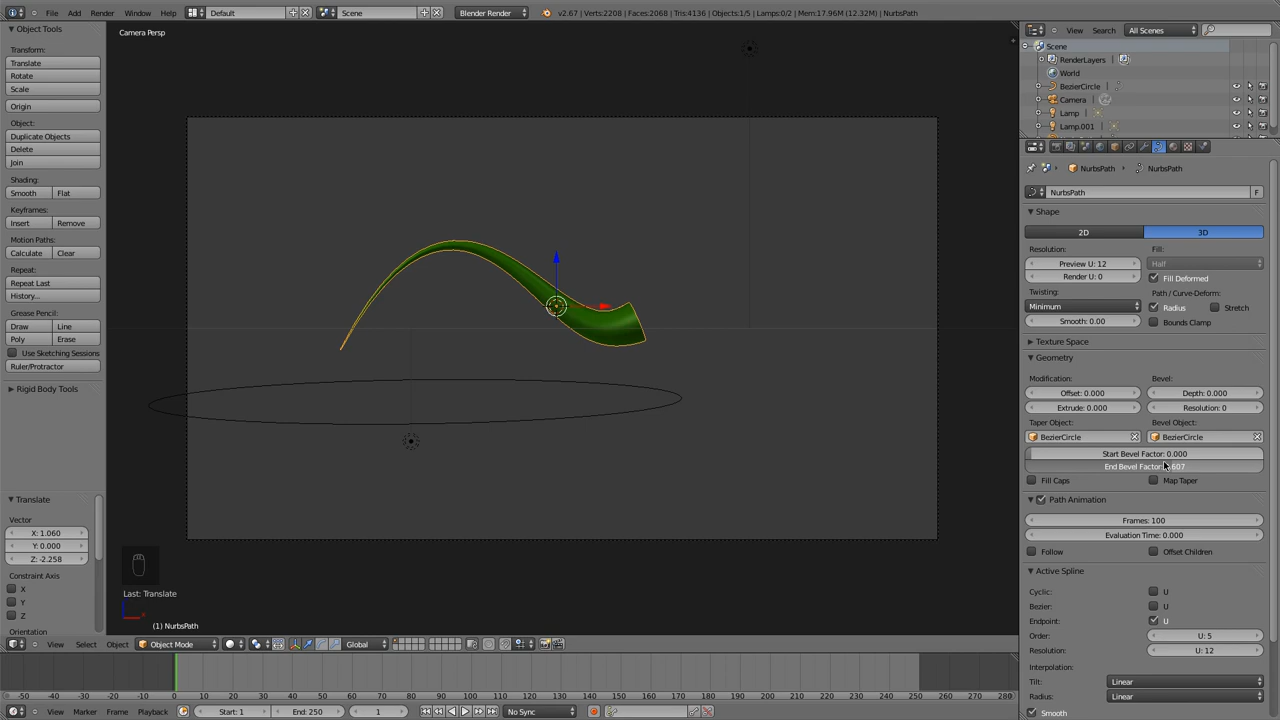 File Add Render Window Help Default Scene Blender Render v2.67 | Verts:2208 | Faces:2068 | Tris:4136 | Objects:1/5 | Lamps:0/2 | Mem:17.96M (12.32M) | NurbsPath
Object Tools
Transform:
Translate
Rotate
Scale
Origin
Object:
Duplicate Objects
Delete
Join
Shading:
Smooth Flat
Keyframes:
Insert Remove
Motion Paths:
Calculate Clear
Repeat:
Repeat Last
History...
Grease Pencil:
Draw Line
Poly Erase
Use Sketching Sessions
Ruler/Protractor
Rigid Body Tools
Translate
Vector
X: 1.060
Y: 0.000
Z: -2.258
Constraint Axis
X
Y
Z
Orientation
Camera Persp
Last: Translate
(1) NurbsPath
View Select Object Object Mode Global
-50 -40 -30 -20 -10 0 10 20 30 40 50 60 70 80 90 100 110 120 130 140 150 160 170 180 190 200 210 220 230 240 250 260 270 280
View Marker Frame Playback Start: 1 End: 250 1 No Sync
View Search All Scenes
Scene
RenderLayers |
World
BezierCircle |
Camera |
Lamp |
Lamp.001 |
NurbsPath NurbsPath
NurbsPath F
Shape
2D 3D
Resolution: Fill:
Preview U: 12 Half
Render U: 0 Fill Deformed
Twisting: Path / Curve-Deform:
Minimum Radius Stretch
Smooth: 0.00 Bounds Clamp
Texture Space
Geometry
Modification: Bevel:
Offset: 0.000 Depth: 0.000
Extrude: 0.000 Resolution: 0
Taper Object: Bevel Object:
BezierCircle BezierCircle
Start Bevel Factor: 0.000
End Bevel Factor: 607
Fill Caps Map Taper
Path Animation
Frames: 100
Evaluation Time: 0.000
Follow Offset Children
Active Spline
Cyclic: U
Bezier: U
Endpoint: U
Order: U: 5
Resolution: U: 12
Interpolation:
Tilt: Linear
Radius: Linear
Smooth